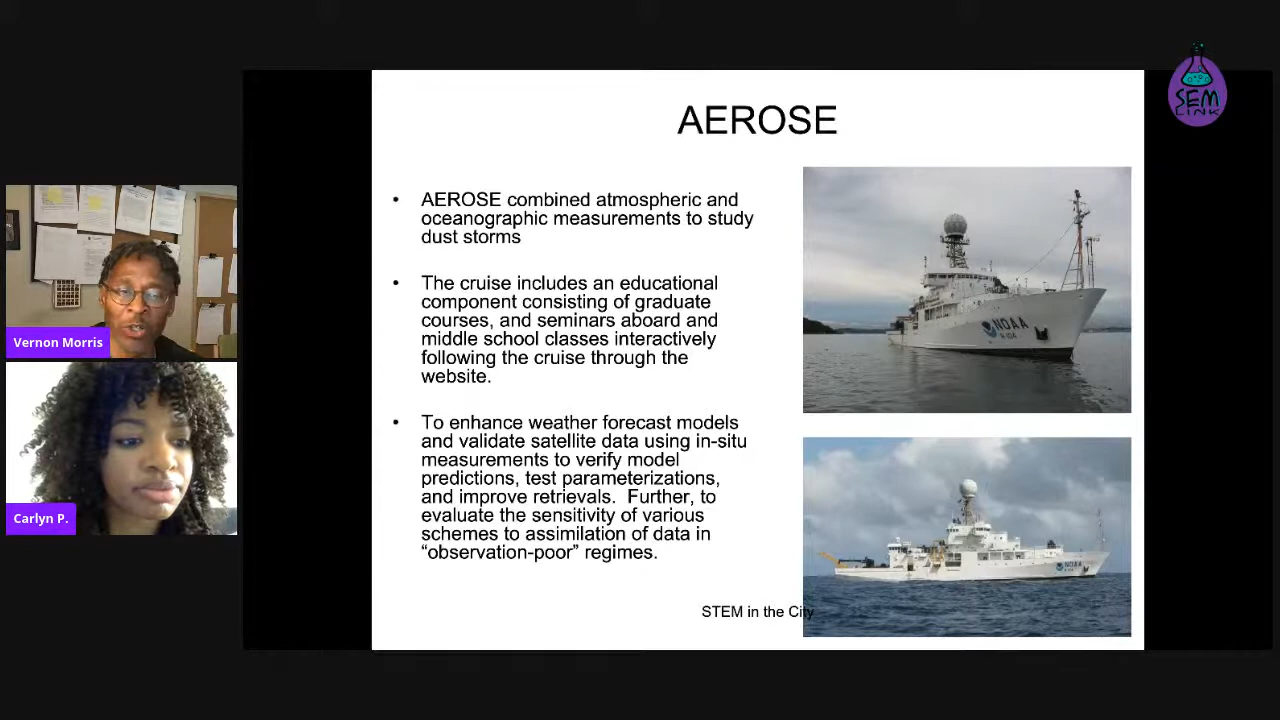 AEROSE
• AEROSE combined atmospheric and
oceanographic measurements to study
dust storms
• The cruise includes an educational
component consisting of graduate
courses, and seminars aboard and
middle school classes interactively
following the cruise through the
website.
• To enhance weather forecast models
and validate satellite data using in-situ
measurements to verify model
predictions, test parameterizations,
and improve retrievals. Further, to
evaluate the sensitivity of various
schemes to assimilation of data in
“observation-poor” regimes.
STEM in the City
NOAA
R 104
NOAA
SEM
LINK
Vernon Morris
Carlyn P.